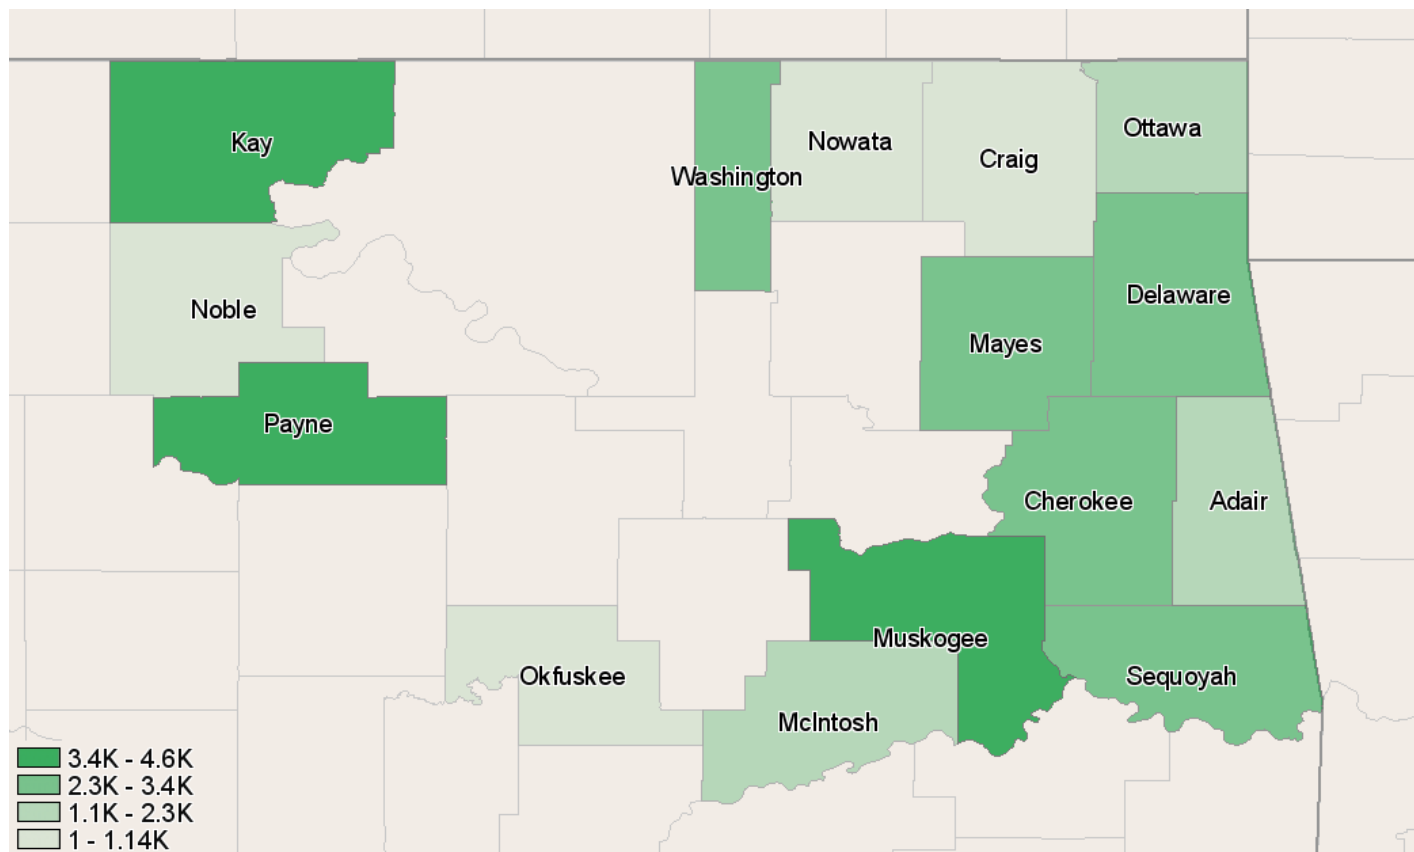 Kay
Nowata
Craig
Ottawa
Washington
Noble
Mayes
Delaware
Payne
Cherokee
Adair
Muskogee
Okfuskee
McIntosh
Sequoyah
3.4K - 4.6K
2.3K - 3.4K
1.1K - 2.3K
1 - 1.14K